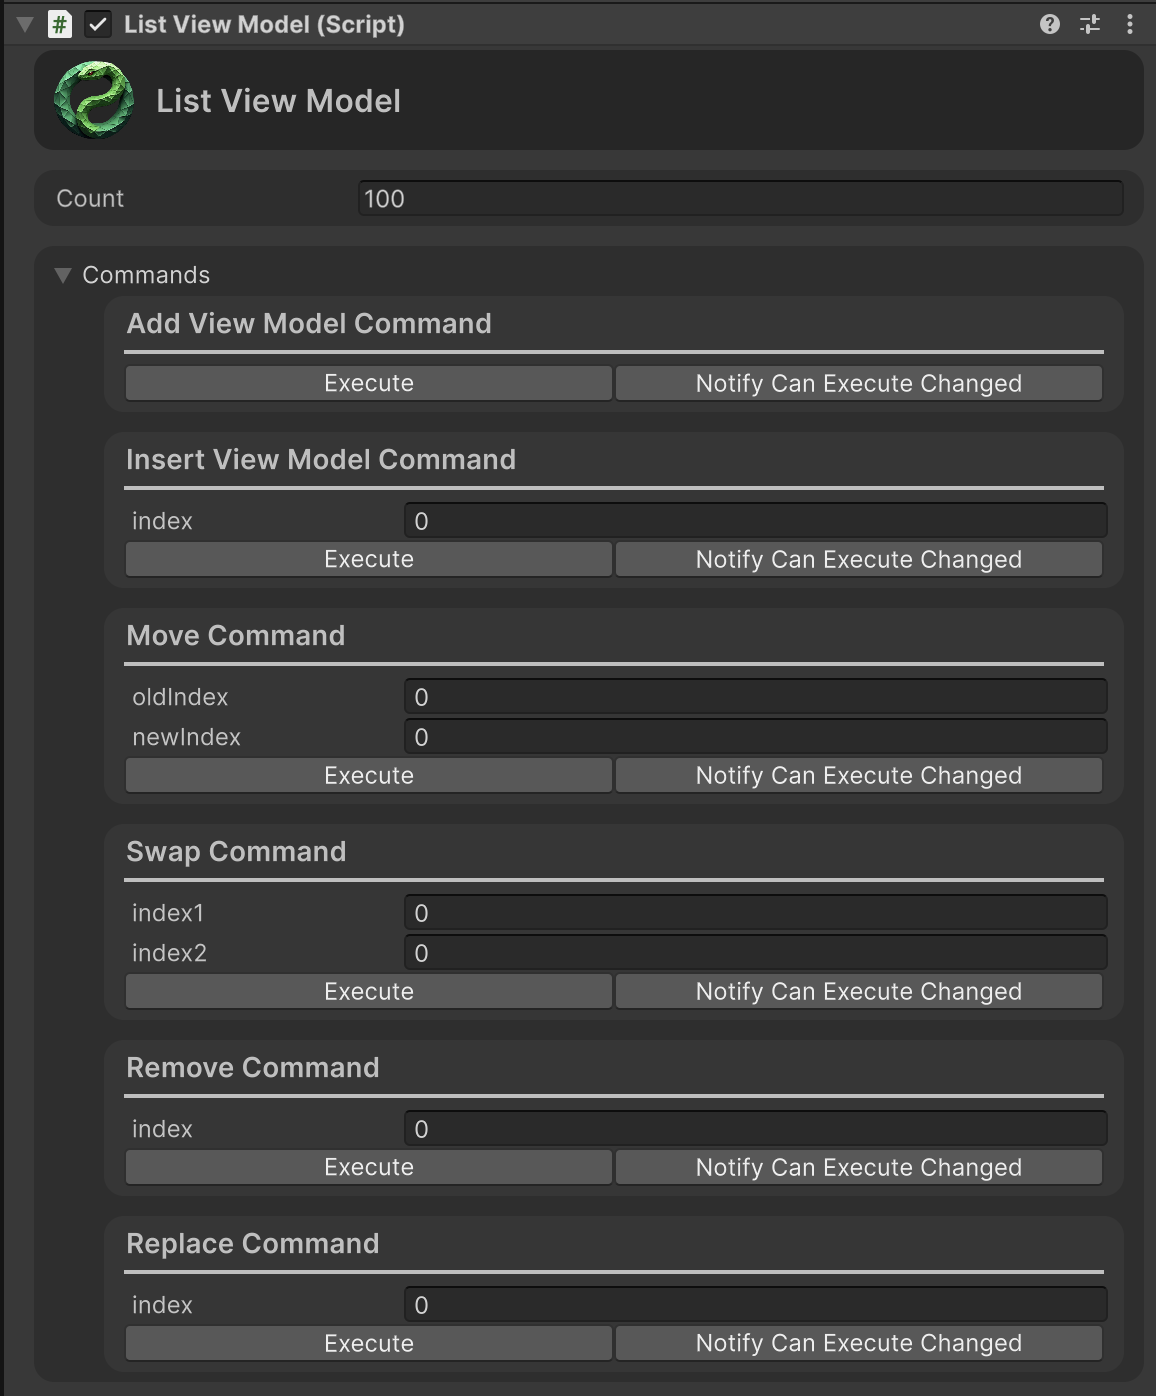 # List View Model (Script)
List View Model
Count 100
Commands
Add View Model Command
Execute Notify Can Execute Changed
Insert View Model Command
index 0
Execute Notify Can Execute Changed
Move Command
oldIndex 0
newIndex 0
Execute Notify Can Execute Changed
Swap Command
index1 0
index2 0
Execute Notify Can Execute Changed
Remove Command
index 0
Execute Notify Can Execute Changed
Replace Command
index 0
Execute Notify Can Execute Changed